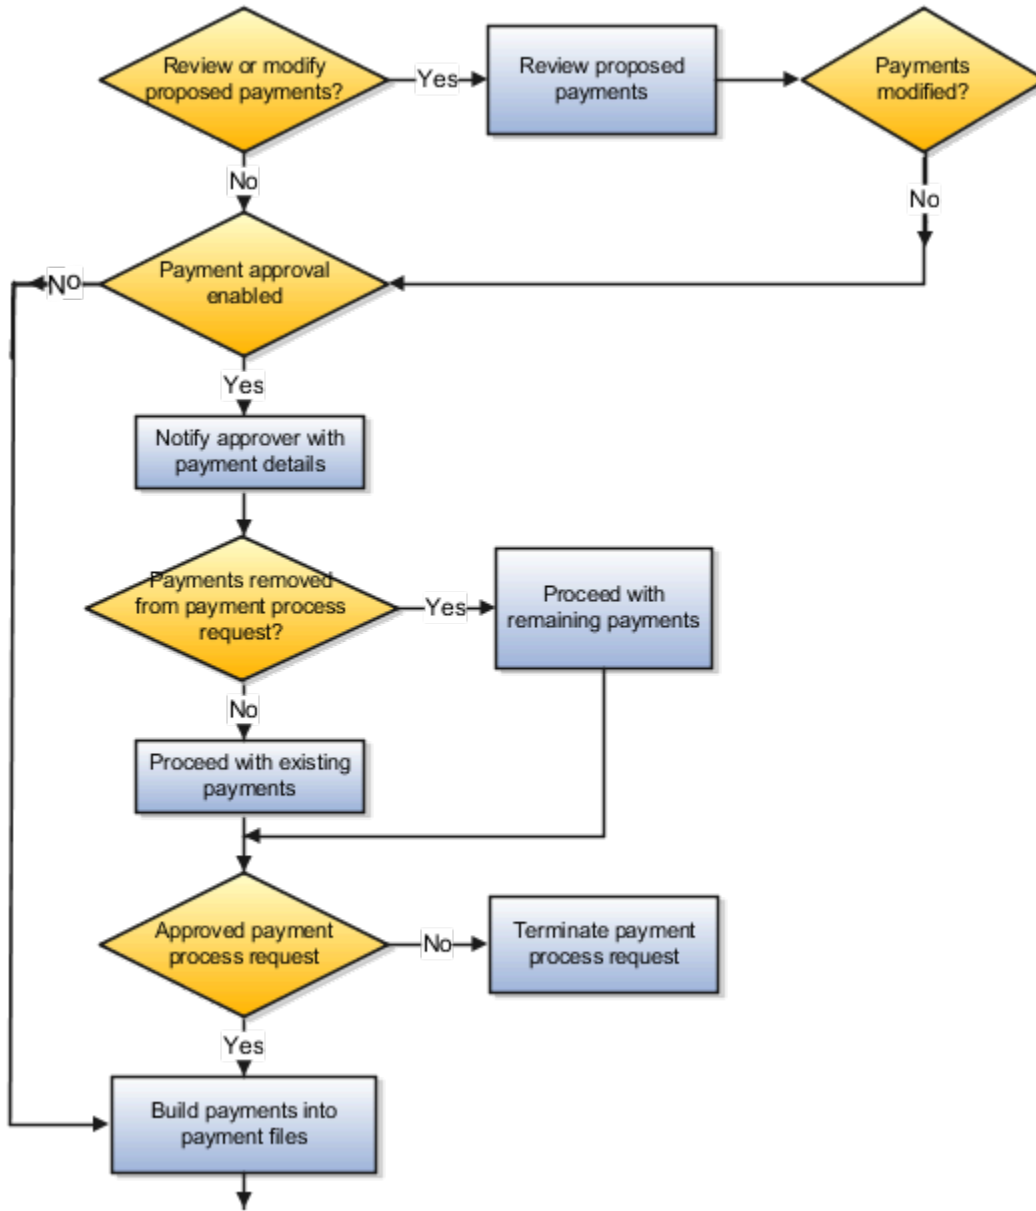 Review or modify
proposed payments?
Yes
Review proposed
payments
Payments
modified?
No
No
Payment approval
enabled
No
Yes
Notify approver with
payment details
Payments removed
from payment process
request?
Yes
Proceed with
remaining payments
No
Proceed with existing
payments
Approved payment
process request
No
Terminate payment
process request
Yes
Build payments into
payment files